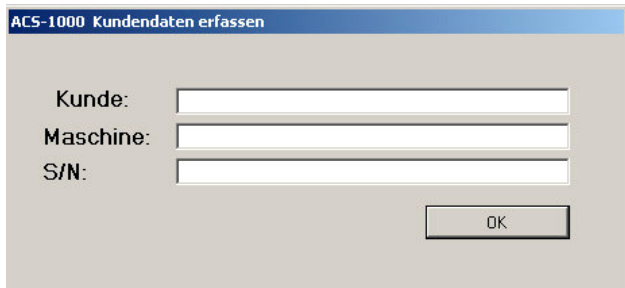 ACS-1000 Kundendaten erfassen
Kunde:
Maschine:
S/N:
OK